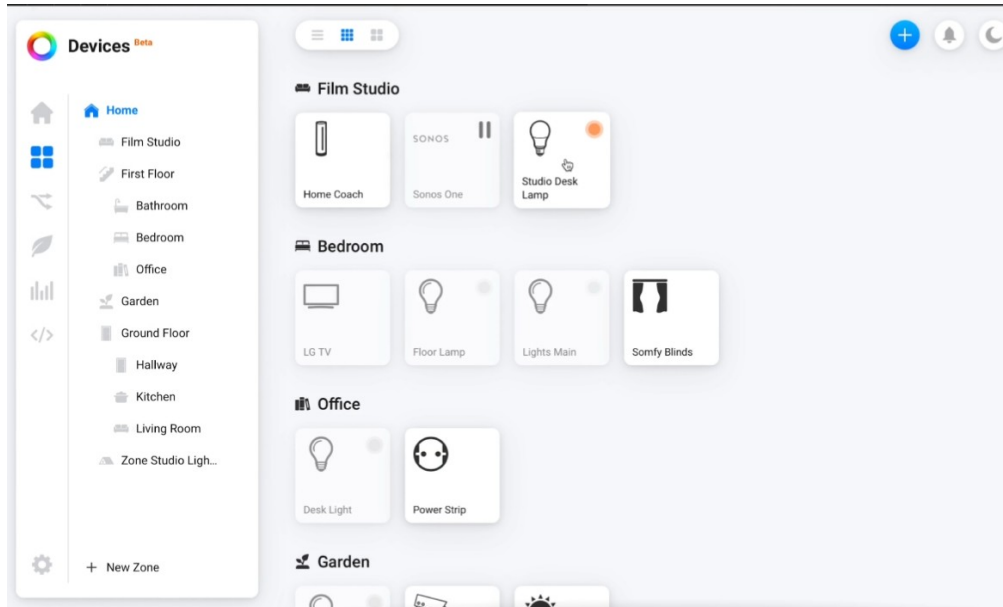 Devices Beta
Home
Film Studio
First Floor
Bathroom
Bedroom
Office
Garden
Ground Floor
Hallway
Kitchen
Living Room
Zone Studio Ligh...
+ New Zone
Film Studio
Home Coach
SONOS
Sonos One
Studio Desk
Lamp
Bedroom
LG TV
Floor Lamp
Lights Main
Somfy Blinds
Office
Desk Light
Power Strip
Garden